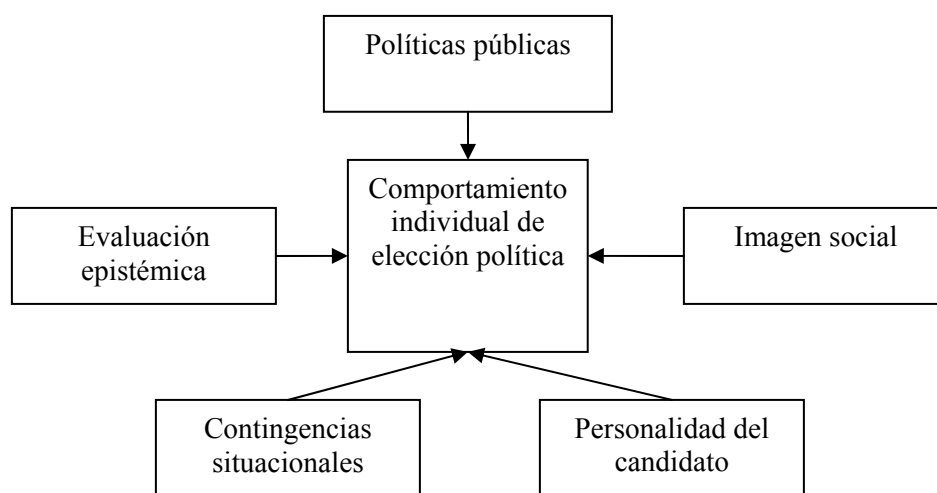 Políticas públicas
Comportamiento
individual de
elección política
Evaluación
epistémica
Imagen social
Contingencias
situacionales
Personalidad del
candidato